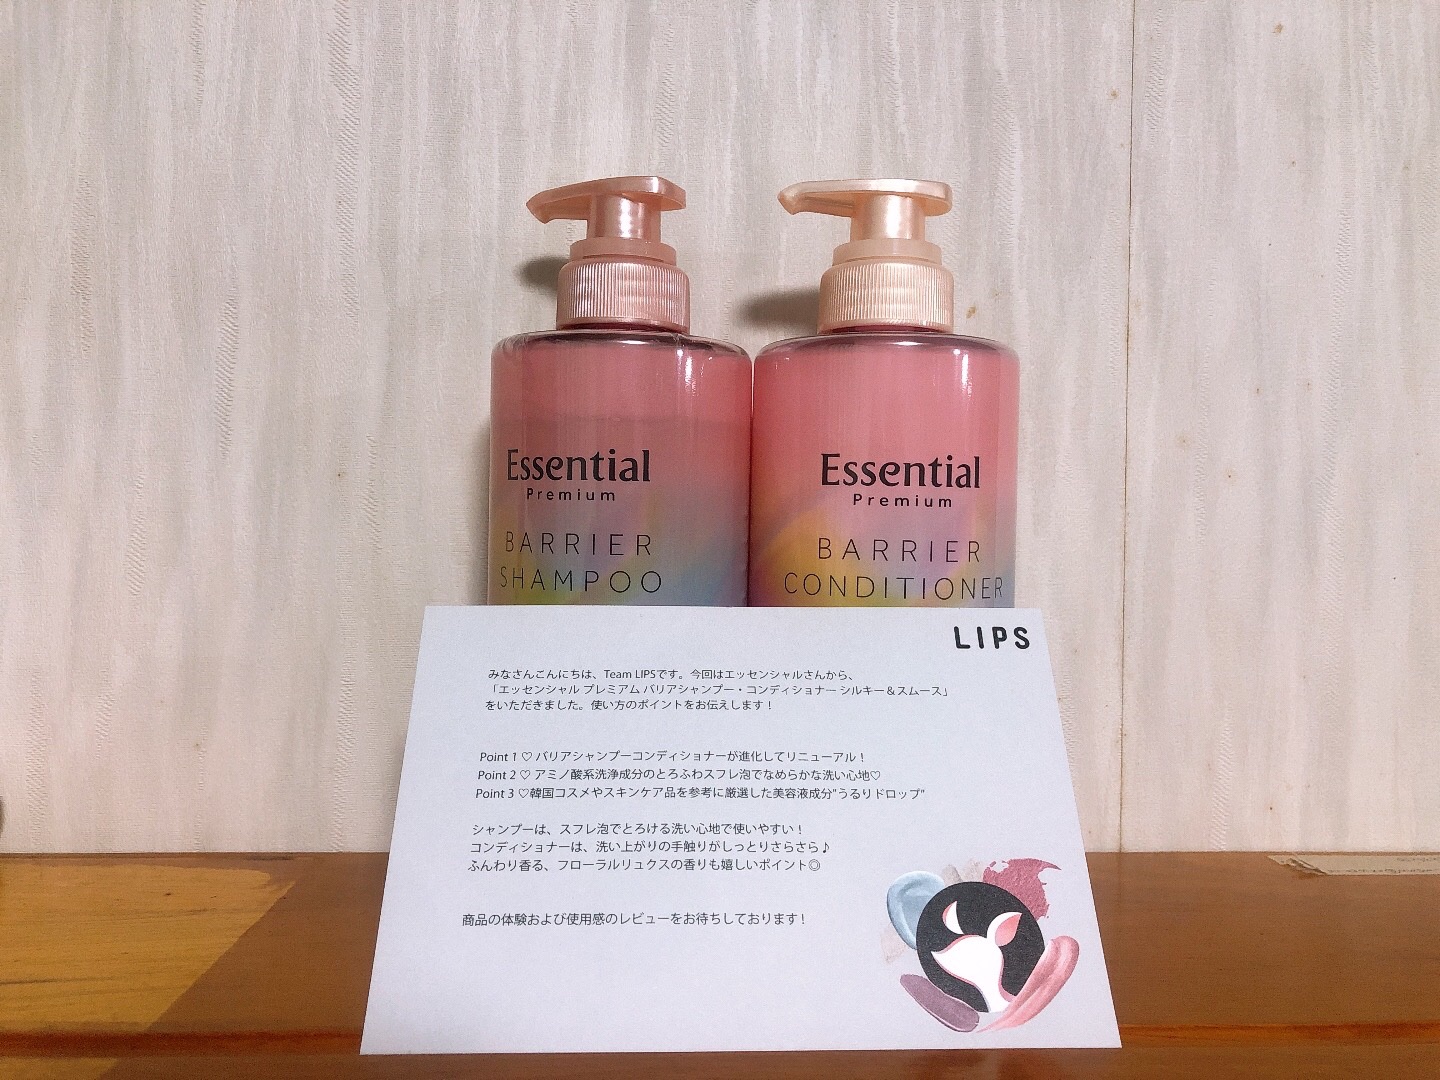 Essential
Premium
BARRIER
SHAMPOO
Essential
Premium
BARRIER
CONDITIONER
LIPS
みなさんこんにちは、Team LIPSです。今回はエッセンシャルさんから、
「エッセンシャル プレミアム バリアシャンプー・コンディショナー シルキー＆スムース」
をいただきました。使い方のポイントをお伝えします！
Point 1 ♡ バリアシャンプーコンディショナーが進化してリニューアル！
Point 2 ♡ アミノ酸系洗浄成分のとろふわスフレ泡でなめらかな洗い心地♡
Point 3 ♡韓国コスメやスキンケア品を参考に厳選した美容液成分"うるりドロップ"
シャンプーは、スフレ泡でとろける洗い心地で使いやすい！
コンディショナーは、洗い上がりの手触りがしっとりさらさら♪
ふんわり香る、フローラルリュクスの香りも嬉しいポイント◎
商品の体験および使用感のレビューをお待ちしております！